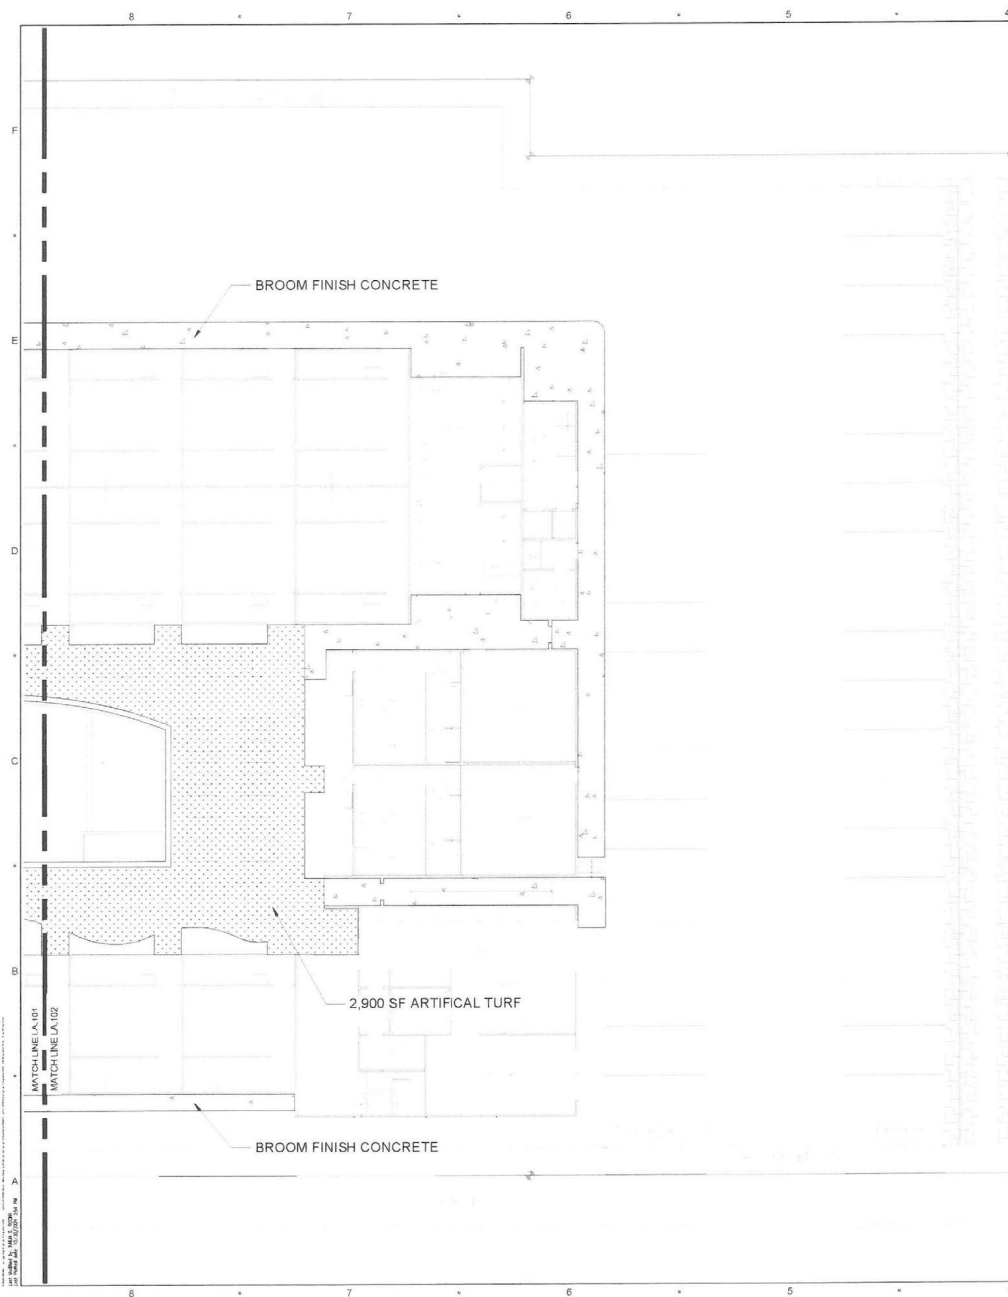 8
7
6
5
4
F
E
D
C
B
A
BROOM FINISH CONCRETE
2,900 SF ARTIFICAL TURF
MATCH LINE LA.101
MATCH LINE LA.102
BROOM FINISH CONCRETE
8
7
6
5